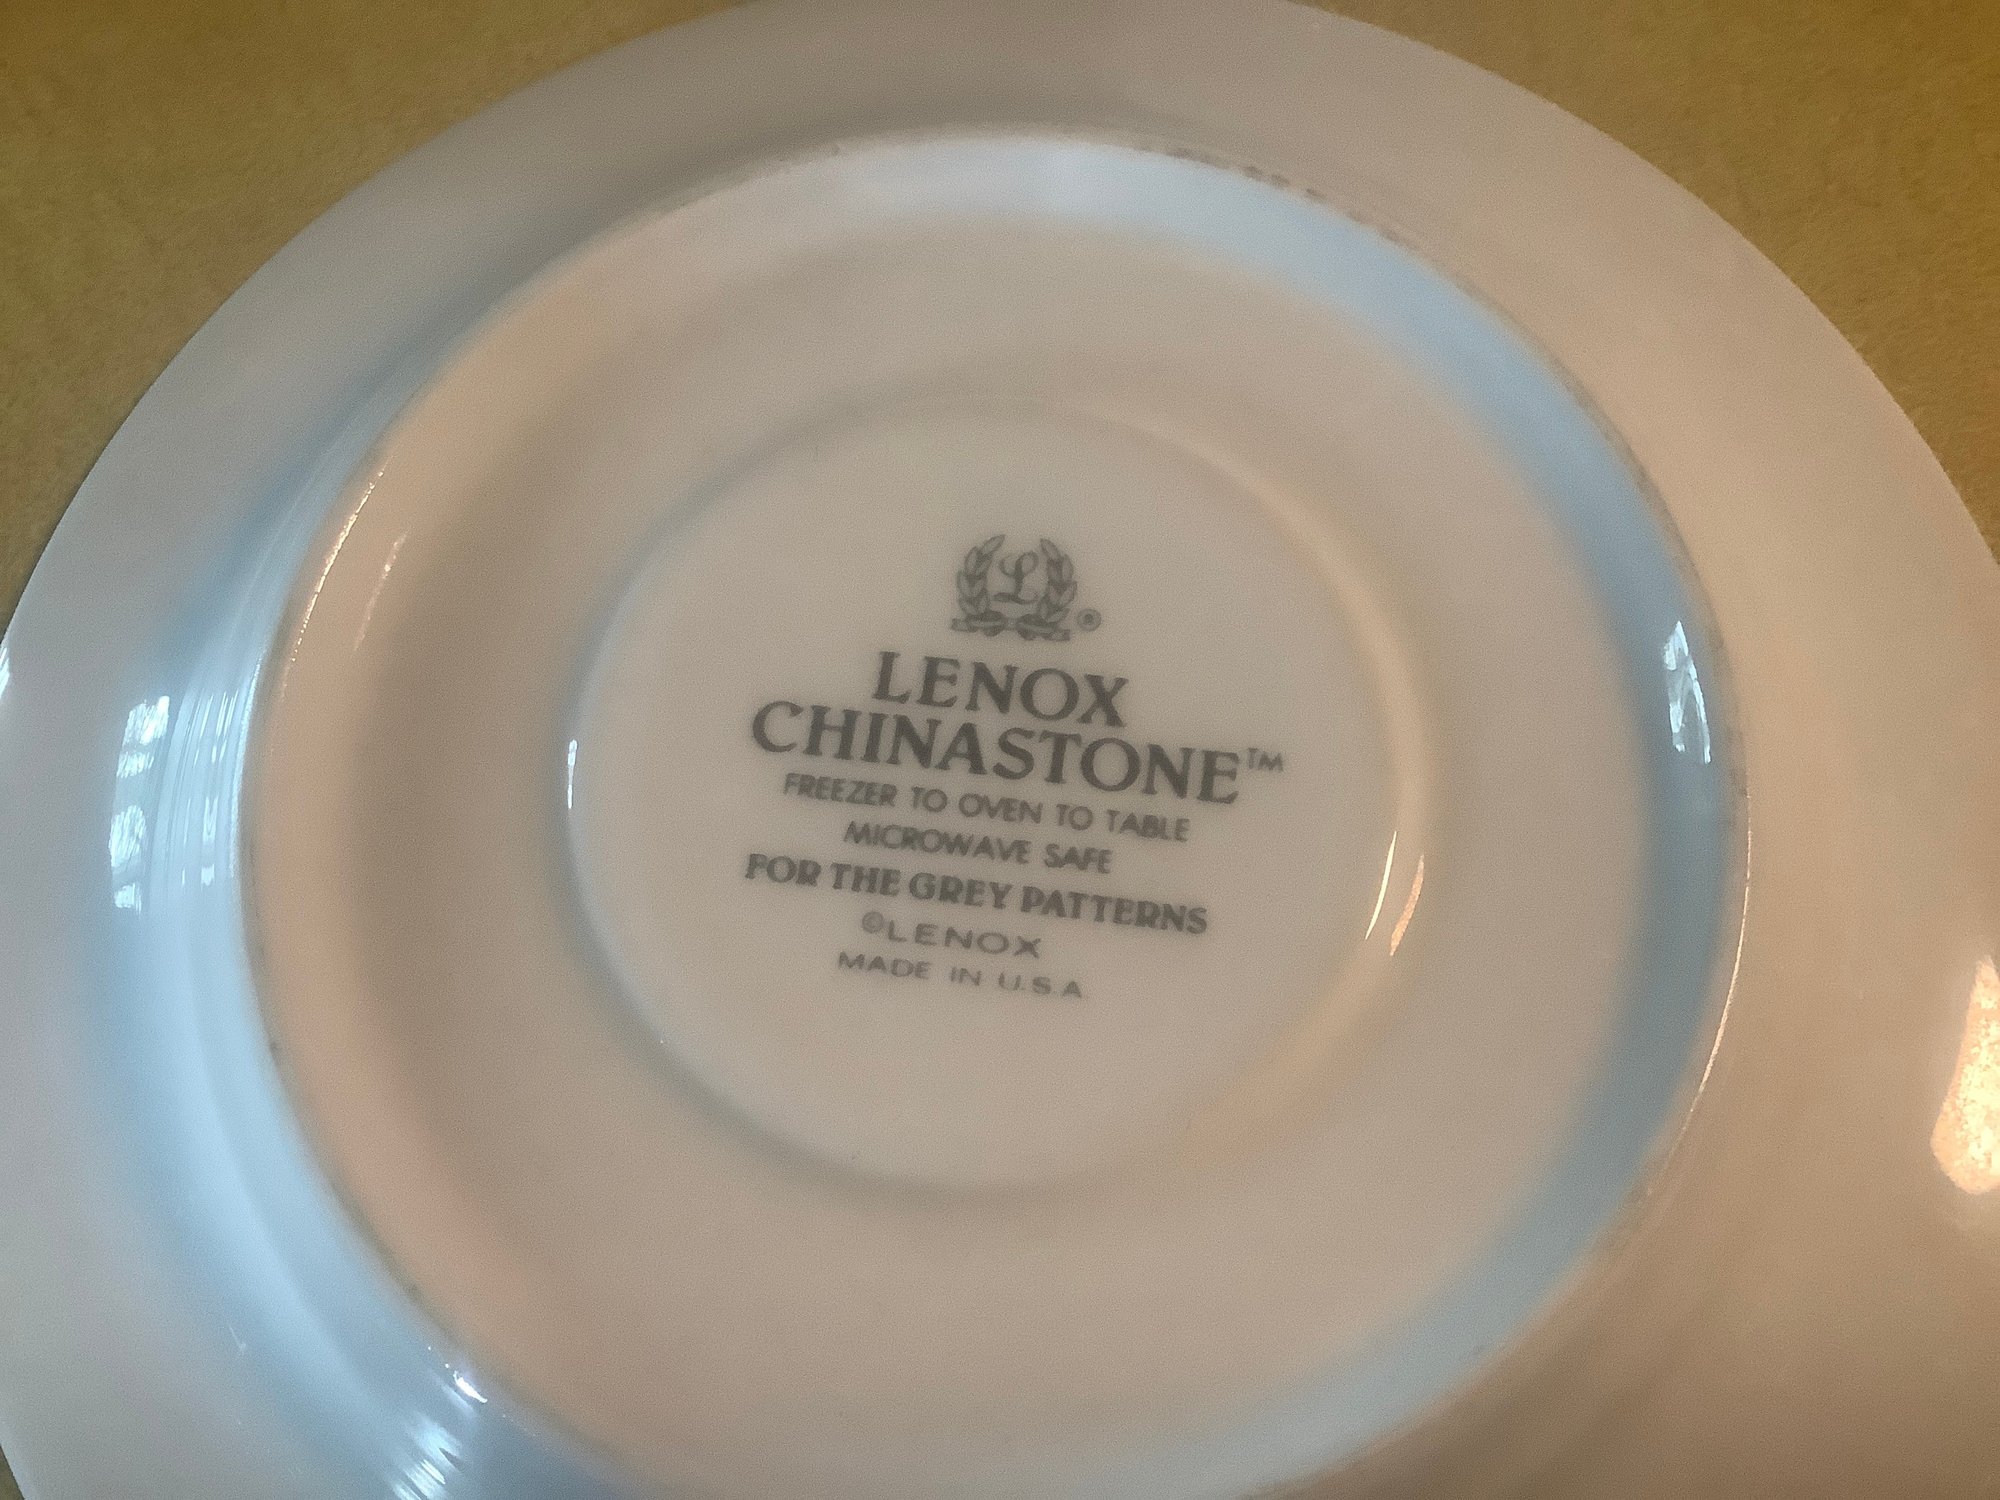 L ®
LENOX
CHINASTONE™
FREEZER TO OVEN TO TABLE
MICROWAVE SAFE
FOR THE GREY PATTERNS
©LENOX
MADE IN U.S.A